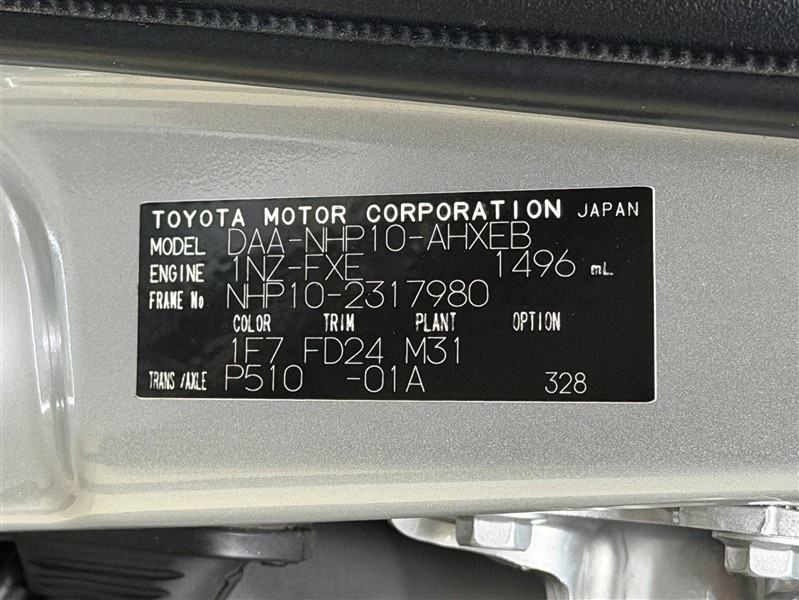 TOYOTA MOTOR CORPORATION JAPAN
MODEL DAA-NHP10-AHXEB
ENGINE 1NZ-FXE 1496 mL.
FRAME No NHP10-2317980
COLOR TRIM PLANT OPTION
1F7 FD24 M31
TRANS/AXLE P510 -01A 328